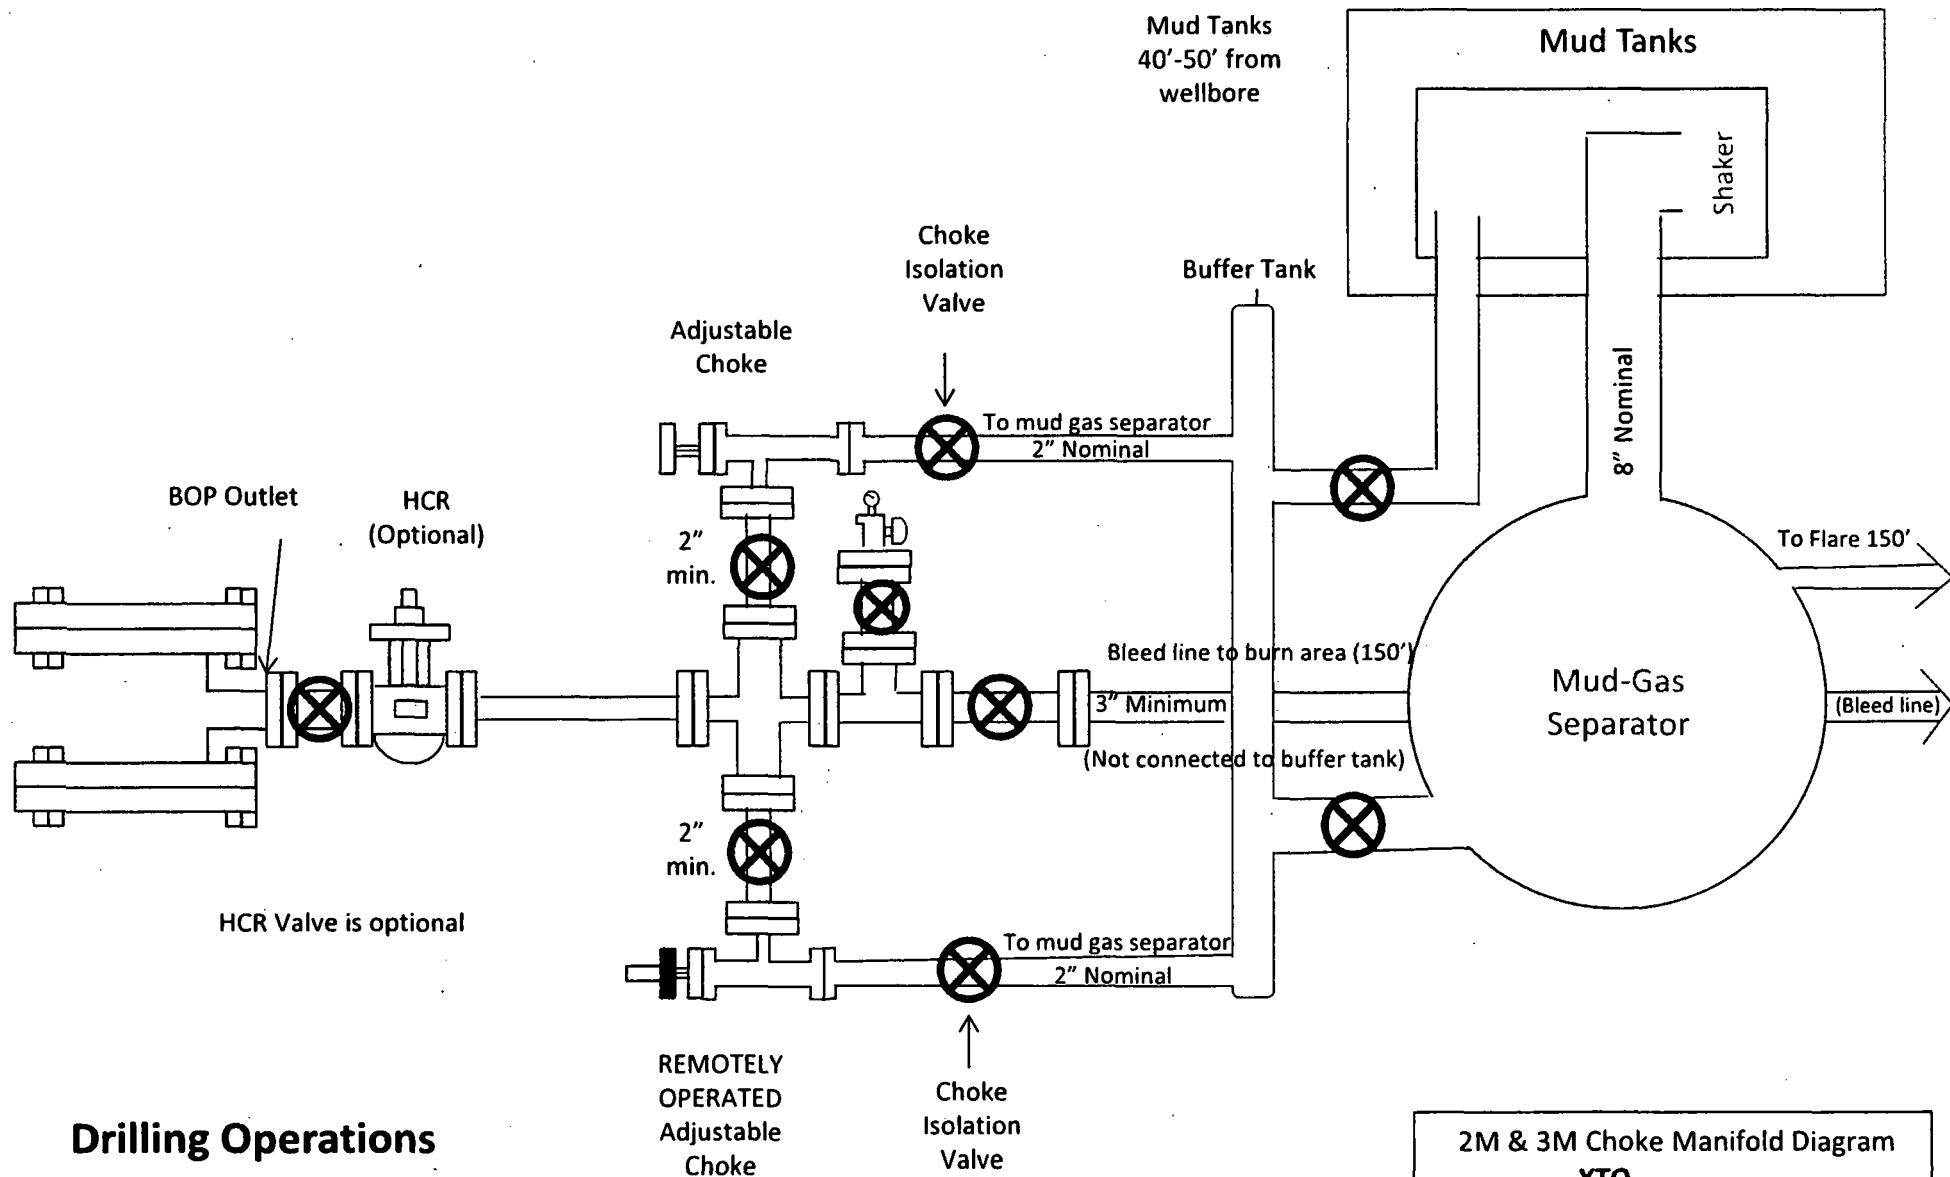 Mud Tanks
40'-50' from
wellbore
Mud Tanks
Shaker
Choke
Isolation
Valve
Buffer Tank
Adjustable
Choke
8" Nominal
To mud gas separator
2" Nominal
BOP Outlet
HCR
(Optional)
2"
min.
To Flare 150'
Bleed line to burn area (150')
3" Minimum
(Not connected to buffer tank)
Mud-Gas
Separator
(Bleed line)
2"
min.
HCR Valve is optional
To mud gas separator
2" Nominal
REMOTELY
OPERATED
Adjustable
Choke
Choke
Isolation
Valve
Drilling Operations
2M & 3M Choke Manifold Diagram
XTO